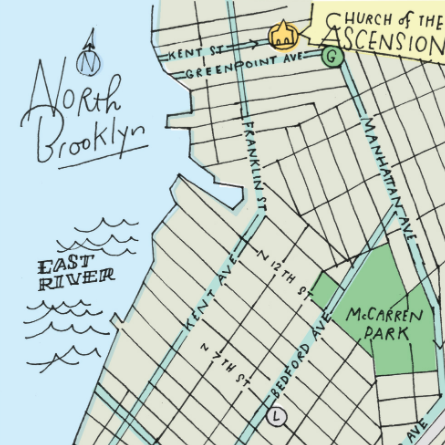 CHURCH of THE
ASCENSION
KENT ST
GREENPOINT AVE
G
N
North
Brooklyn
FRANKLIN ST
MANHATTAN AVE
EAST
RIVER
KENT AVE
N 12TH ST
McCARREN
PARK
BEDFORD AVE
N 7TH ST
L
AVE